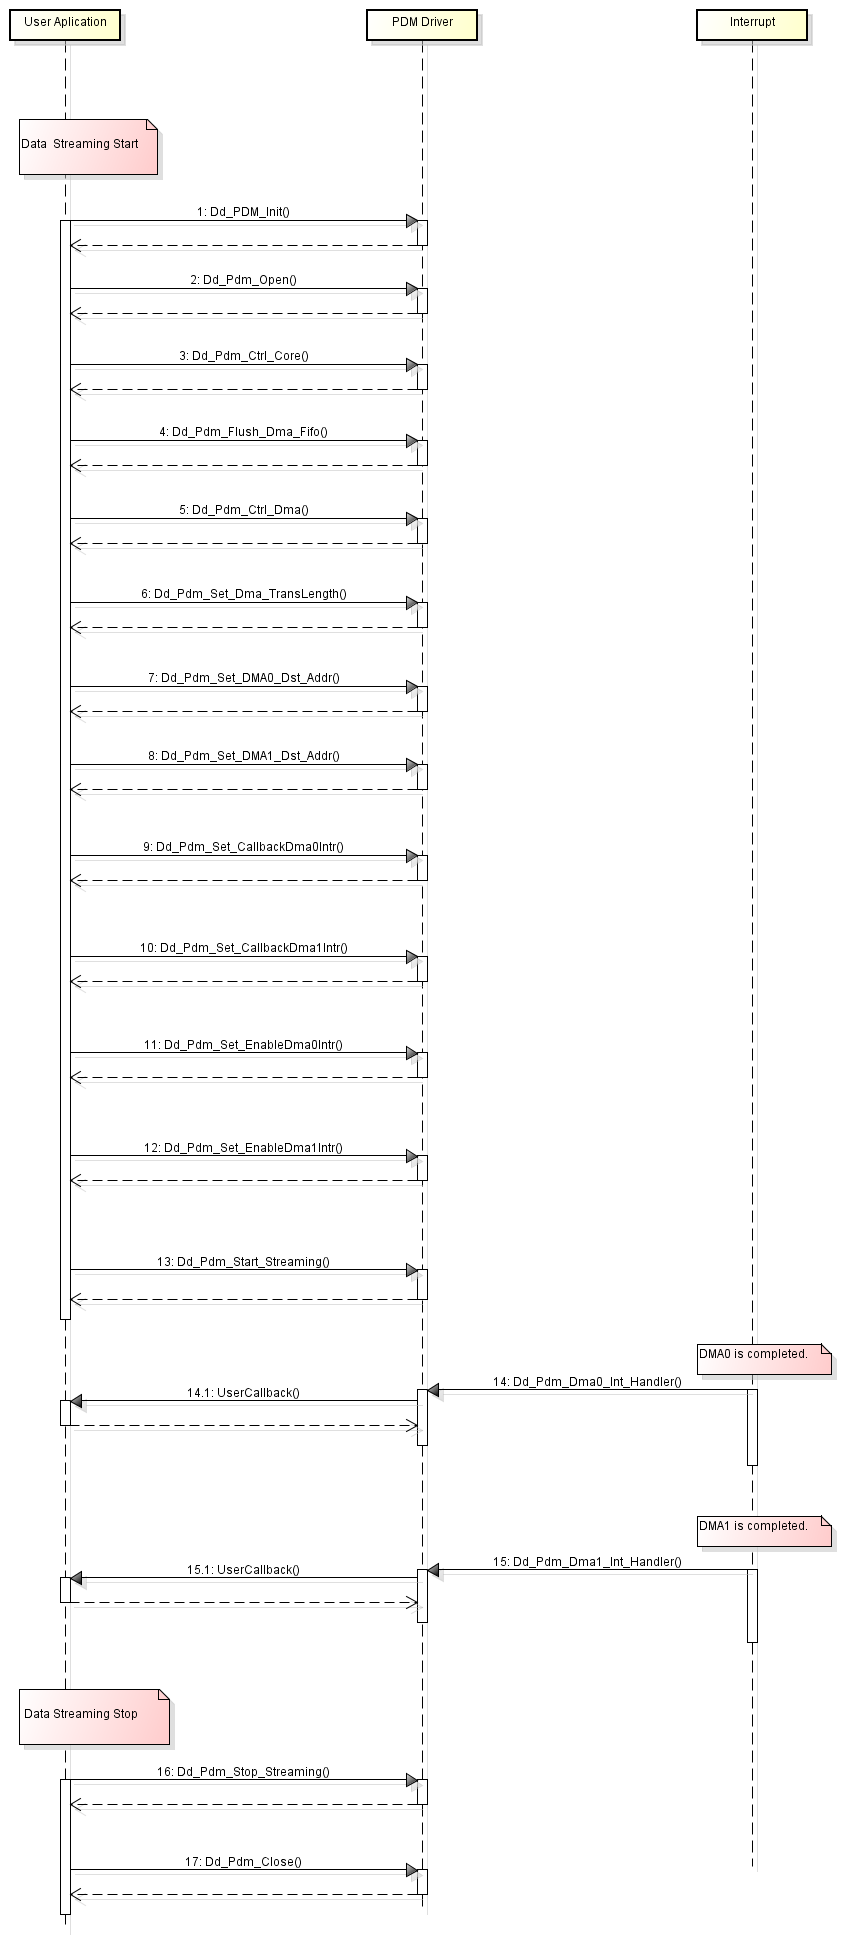 User Aplication
PDM Driver
Interrupt
Data  Streaming Start
1: Dd_PDM_Init()
2: Dd_Pdm_Open()
3: Dd_Pdm_Ctrl_Core()
4: Dd_Pdm_Flush_Dma_Fifo()
5: Dd_Pdm_Ctrl_Dma()
6: Dd_Pdm_Set_Dma_TransLength()
7: Dd_Pdm_Set_DMA0_Dst_Addr()
8: Dd_Pdm_Set_DMA1_Dst_Addr()
9: Dd_Pdm_Set_CallbackDma0Intr()
10: Dd_Pdm_Set_CallbackDma1Intr()
11: Dd_Pdm_Set_EnableDma0Intr()
12: Dd_Pdm_Set_EnableDma1Intr()
13: Dd_Pdm_Start_Streaming()
DMA0 is completed.
14: Dd_Pdm_Dma0_Int_Handler()
14.1: UserCallback()
DMA1 is completed.
15: Dd_Pdm_Dma1_Int_Handler()
15.1: UserCallback()
Data Streaming Stop
16: Dd_Pdm_Stop_Streaming()
17: Dd_Pdm_Close()